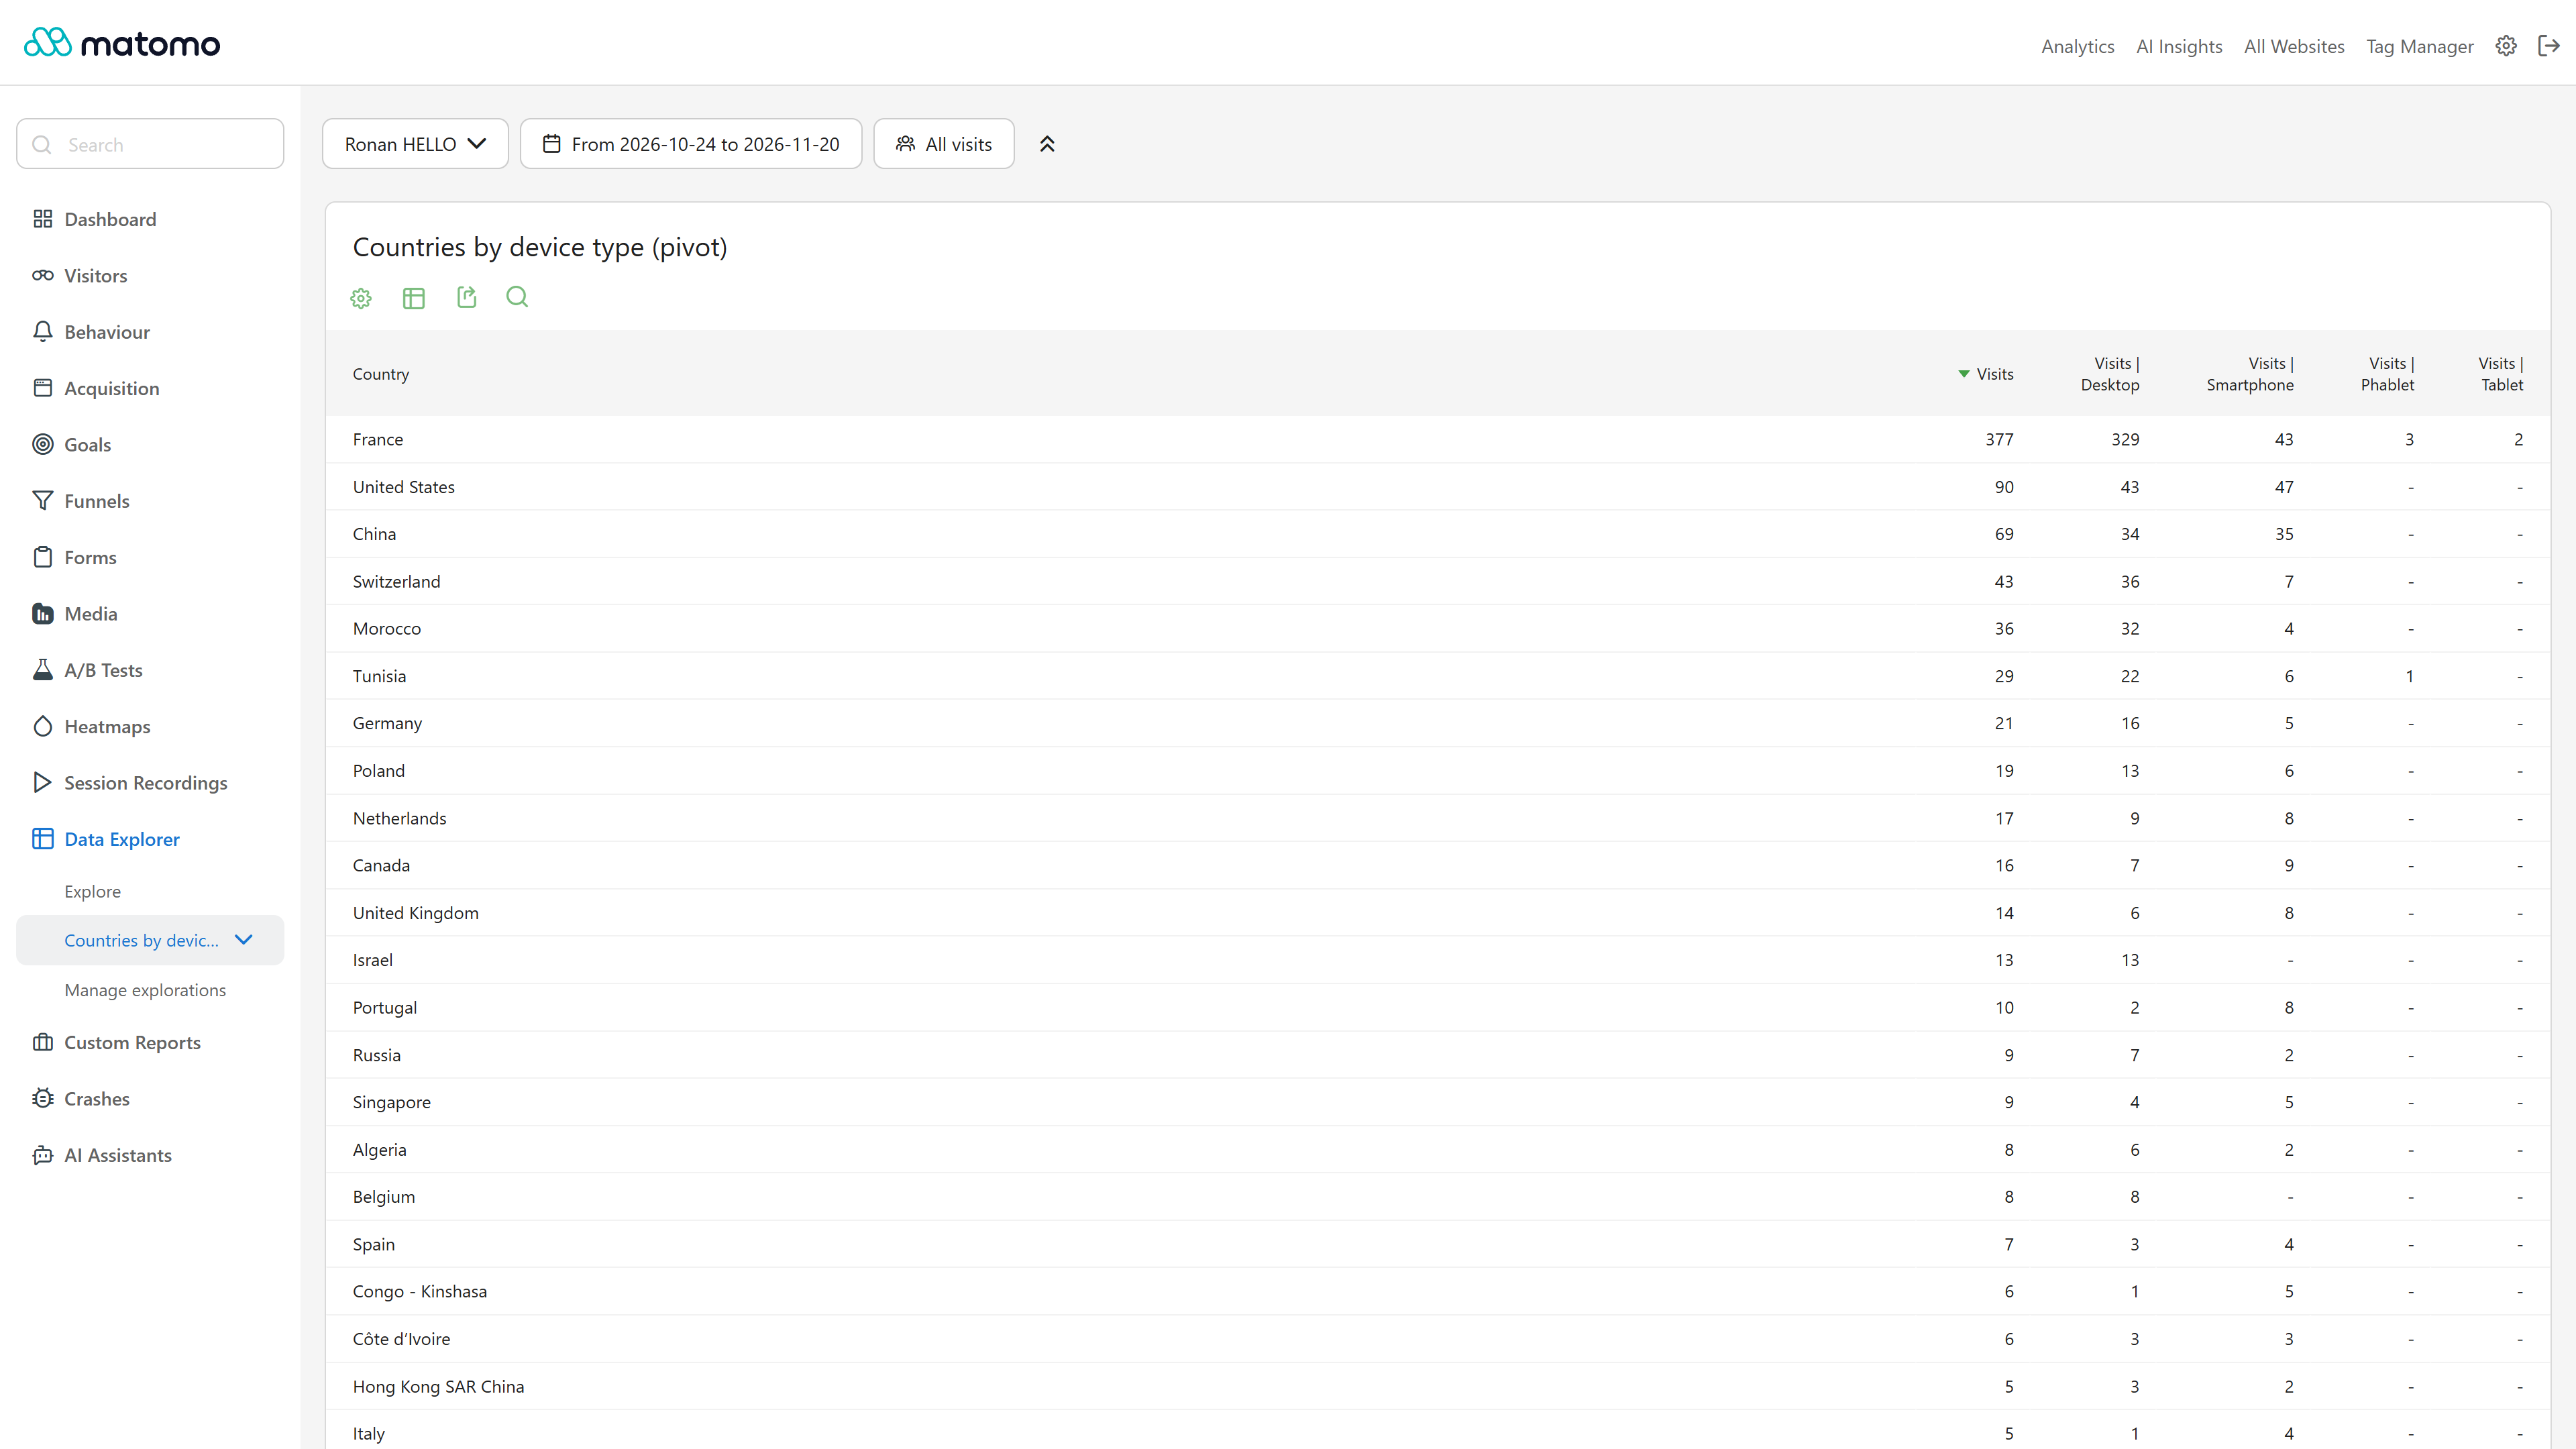 matomo
Analytics AI Insights All Websites Tag Manager
Search
Ronan HELLO From 2026-10-24 to 2026-11-20 All visits
Dashboard
Visitors
Behaviour
Acquisition
Goals
Funnels
Forms
Media
A/B Tests
Heatmaps
Session Recordings
Data Explorer
Explore
Countries by devic...
Manage explorations
Custom Reports
Crashes
AI Assistants
Countries by device type (pivot)
Country Visits Visits | Desktop Visits | Smartphone Visits | Phablet Visits | Tablet
France 377 329 43 3 2
United States 90 43 47 - -
China 69 34 35 - -
Switzerland 43 36 7 - -
Morocco 36 32 4 - -
Tunisia 29 22 6 1 -
Germany 21 16 5 - -
Poland 19 13 6 - -
Netherlands 17 9 8 - -
Canada 16 7 9 - -
United Kingdom 14 6 8 - -
Israel 13 13 - - -
Portugal 10 2 8 - -
Russia 9 7 2 - -
Singapore 9 4 5 - -
Algeria 8 6 2 - -
Belgium 8 8 - - -
Spain 7 3 4 - -
Congo - Kinshasa 6 1 5 - -
Côte d’Ivoire 6 3 3 - -
Hong Kong SAR China 5 3 2 - -
Italy 5 1 4 - -